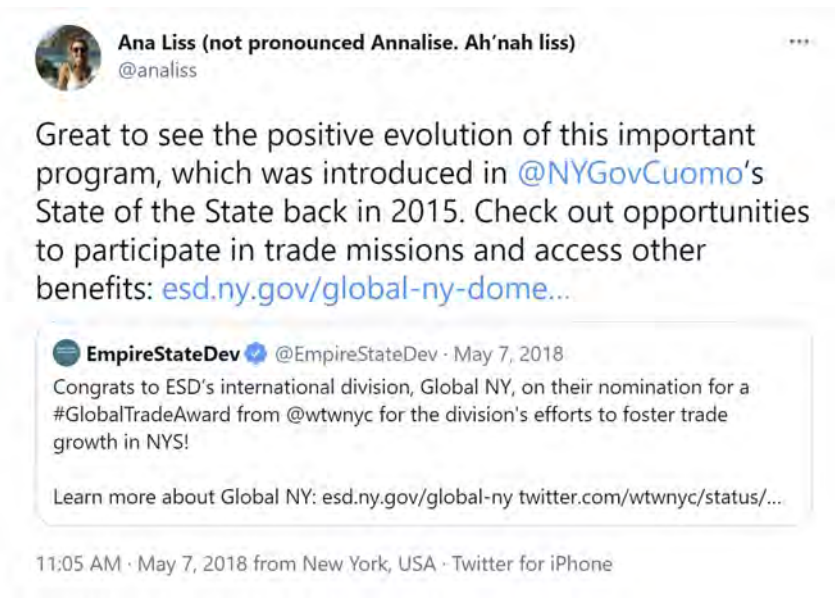 Ana Liss (not pronounced Annalise. Ah'nah liss)
@analiss
Great to see the positive evolution of this important
program, which was introduced in @NYGovCuomo's
State of the State back in 2015. Check out opportunities
to participate in trade missions and access other
benefits: esd.ny.gov/global-ny-dome...
EmpireStateDev @EmpireStateDev · May 7, 2018
Congrats to ESD's international division, Global NY, on their nomination for a
#GlobalTradeAward from @wtwnyc for the division's efforts to foster trade
growth in NYS!
Learn more about Global NY: esd.ny.gov/global-ny twitter.com/wtwnyc/status/...
11:05 AM · May 7, 2018 from New York, USA · Twitter for iPhone